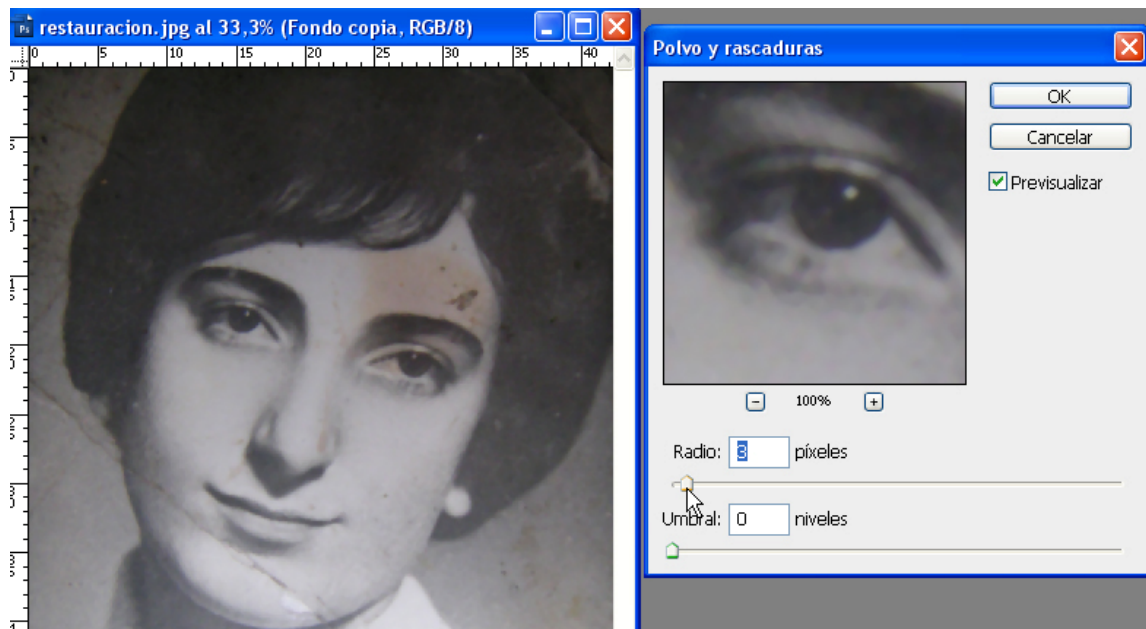 restauracion.jpg al 33,3% (Fondo copia, RGB/8)
0 5 10 15 20 25 30 35 40
Polvo y rascaduras
OK
Cancelar
Previsualizar
100%
Radio: 3 píxeles
Umbral: 0 niveles